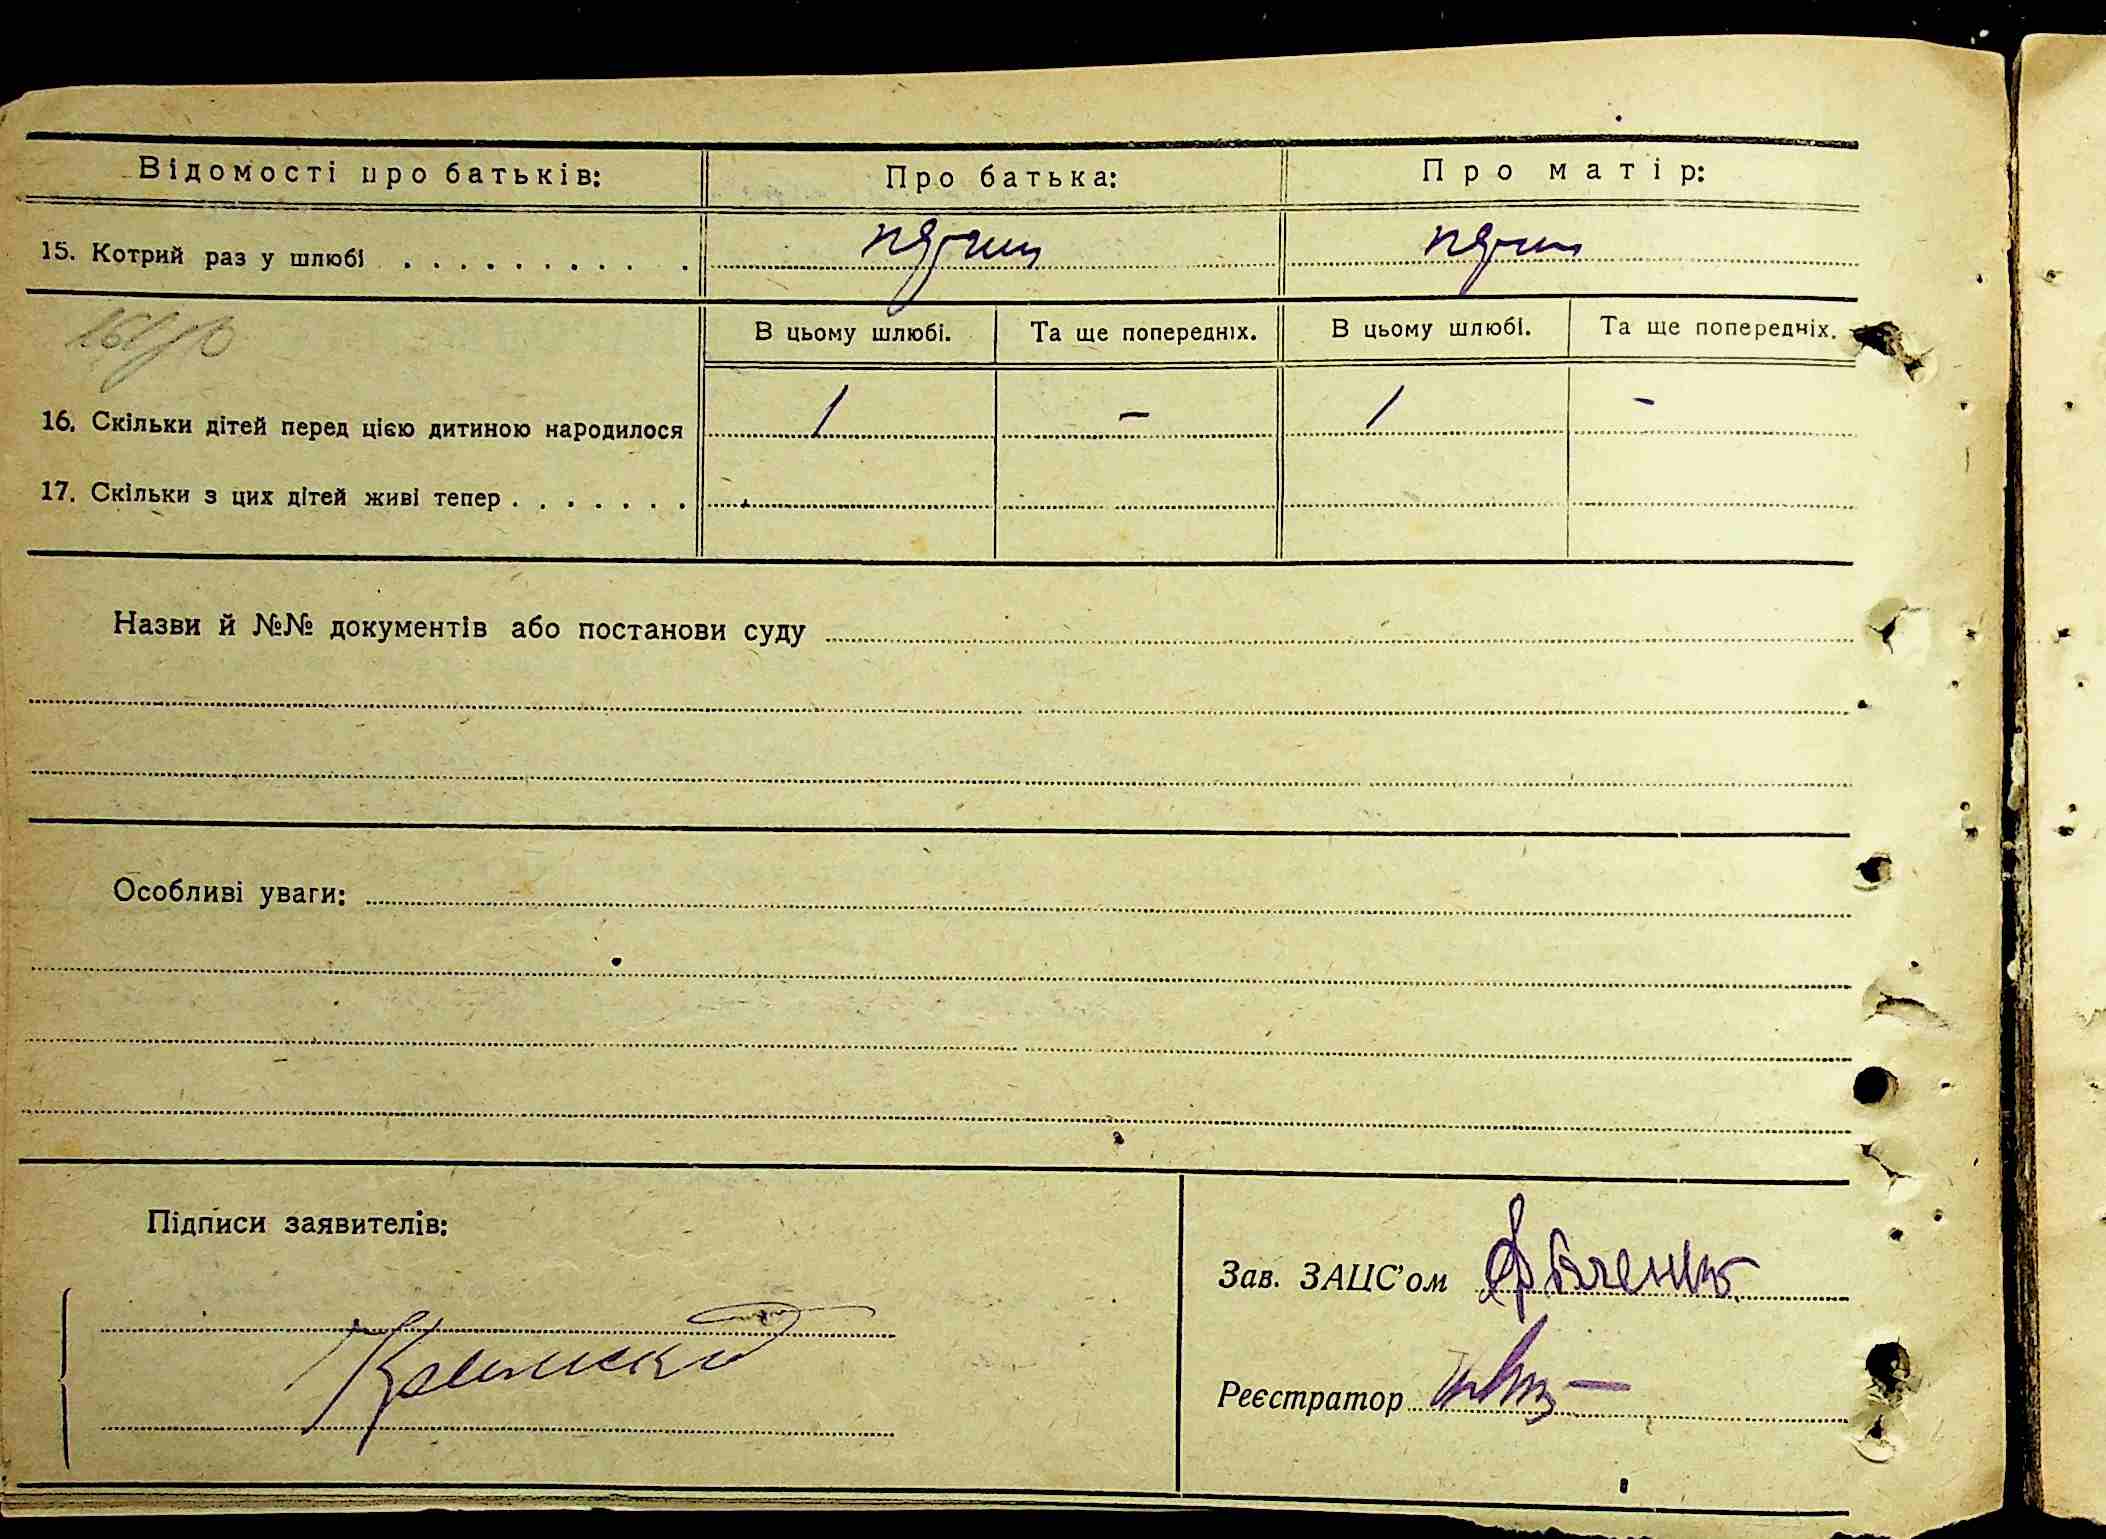 Відомості про батьків: Про батька: Про матір:
15. Котрий раз у шлюбі
В цьому шлюбі. Та ще попередніх. В цьому шлюбі. Та ще попередніх.
16. Скільки дітей перед цією дитиною народилося 1 - 1 -
17. Скільки з цих дітей живі тепер
Назви й №№ документів або постанови суду
Особливі уваги:
Підписи заявителів:
Зав. ЗАЦС'ом
Реєстратор